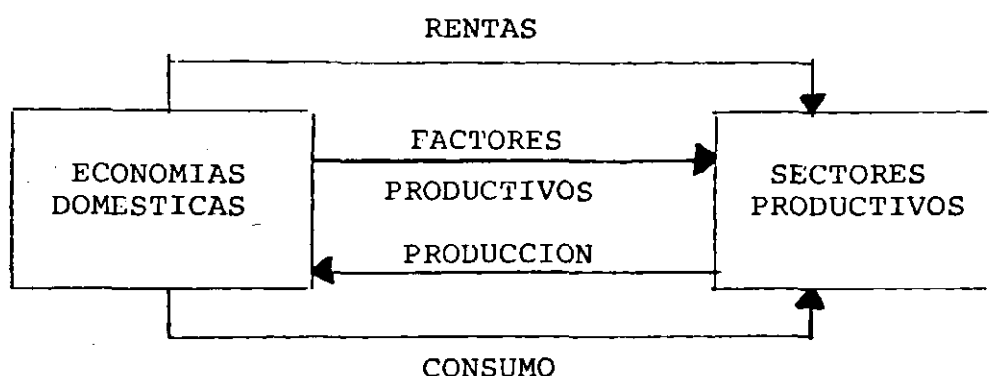 RENTAS
ECONOMIAS
DOMESTICAS
FACTORES
PRODUCTIVOS
PRODUCCION
SECTORES
PRODUCTIVOS
CONSUMO